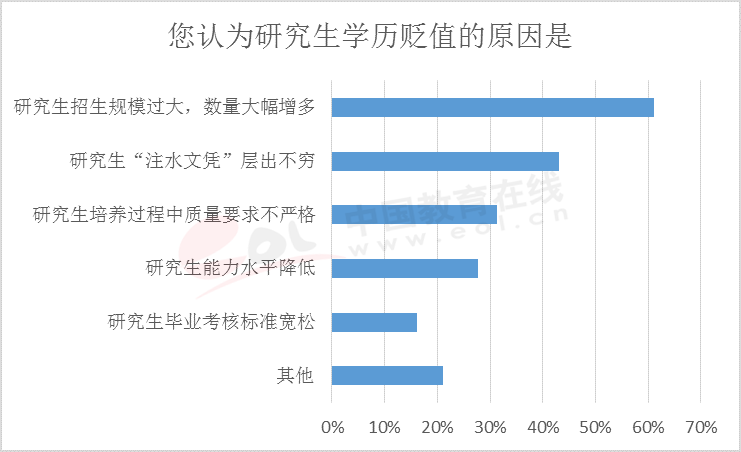 您认为研究生学历贬值的原因是
研究生招生规模过大，数量大幅增多
研究生“注水文凭”层出不穷
研究生培养过程中质量要求不严格
研究生能力水平降低
研究生毕业考核标准宽松
其他
0% 10% 20% 30% 40% 50% 60% 70%
eol 中国教育在线
www.eol.cn